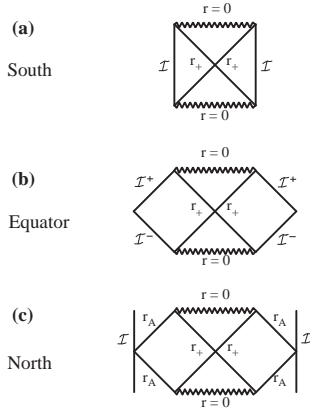 r = 0
(a)
South
ℐ r₊ r₊ ℐ
r = 0
(b)
Equator
r = 0
ℐ⁺ ℐ⁺
r₊ r₊
ℐ⁻ ℐ⁻
r = 0
(c)
North
r = 0
r_A r_A
ℐ r₊ r₊ ℐ
r_A r_A
r = 0